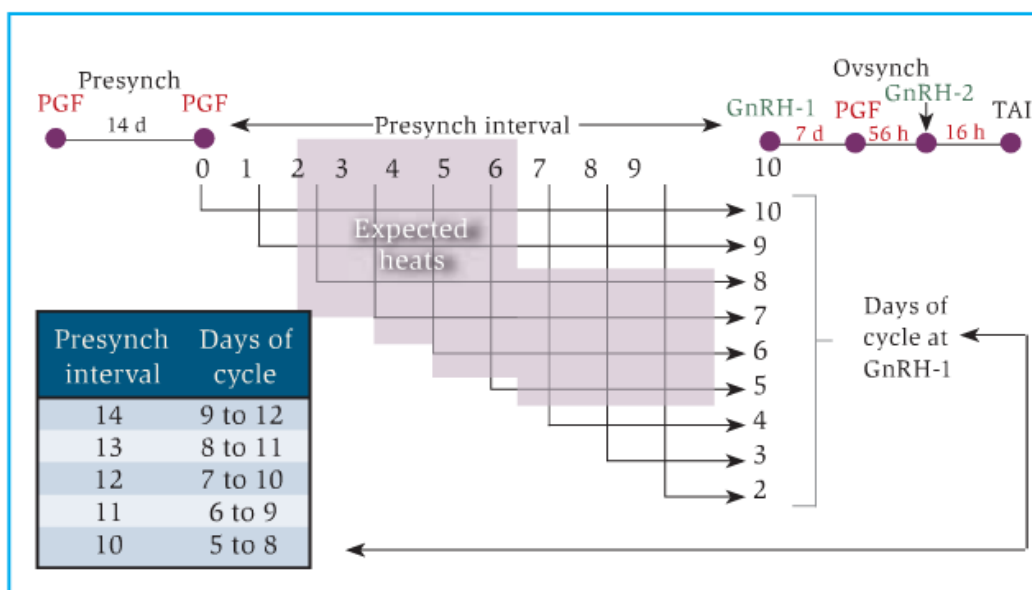 Presynch
PGF PGF
14 d
Presynch interval
Ovsynch
GnRH-1 PGF GnRH-2 TAI
7 d 56 h 16 h
0 1 2 3 4 5 6 7 8 9 10
Expected
heats
10
9
8
7
6
5
4
3
2
Days of
cycle at
GnRH-1
Presynch interval Days of cycle
14 9 to 12
13 8 to 11
12 7 to 10
11 6 to 9
10 5 to 8